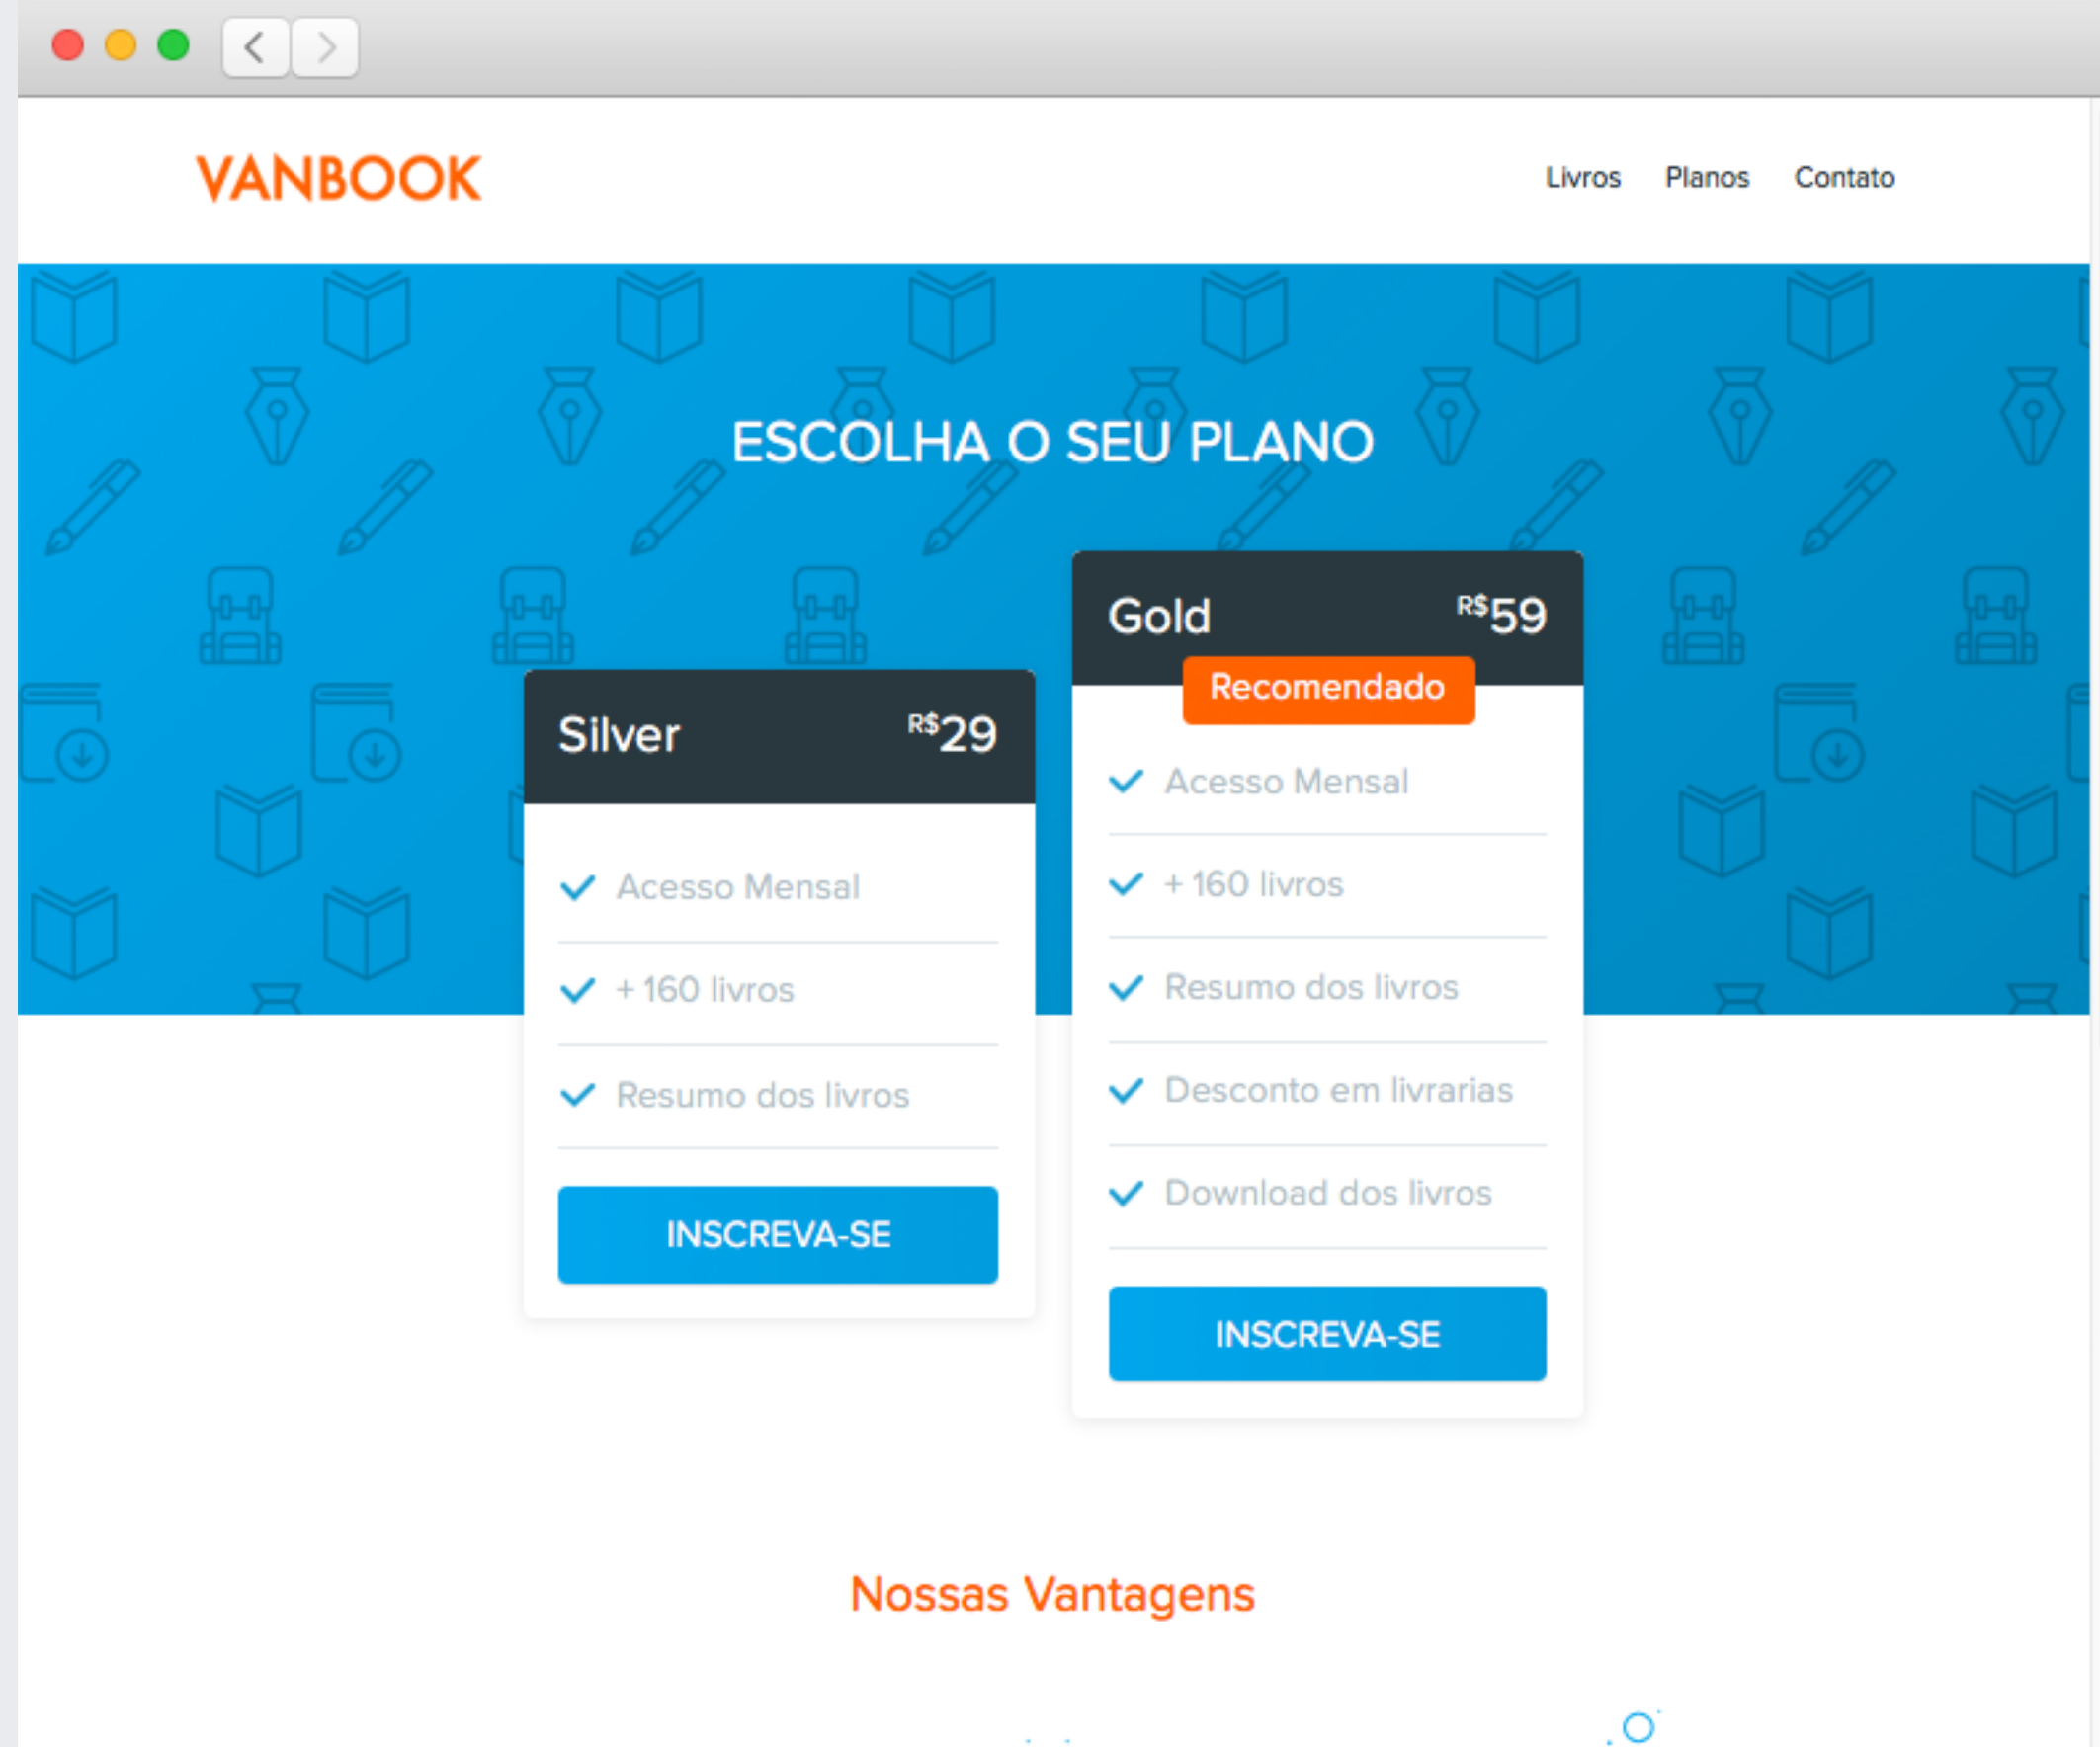 VANBOOK
Livros Planos Contato
ESCOLHA O SEU PLANO
Silver R$29
Acesso Mensal
+ 160 livros
Resumo dos livros
INSCREVA-SE
Gold R$59
Recomendado
Acesso Mensal
+ 160 livros
Resumo dos livros
Desconto em livrarias
Download dos livros
INSCREVA-SE
Nossas Vantagens